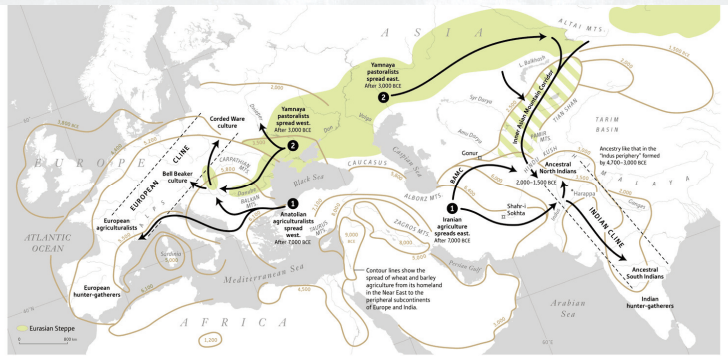 A S I A
ALTAI MTS.
Yamnaya
pastoralists
spread east.
After 3,000 BCE
2
L. Balkhash
Inner Asian Mountain Corridor
TIAN SHAN
Syr Darya
TARIM
BASIN
Yamnaya
pastoralists
spread west.
After 3,000 BCE
2
Corded Ware
culture
Dnieper
Don
Volga
EUROPE
EUROPEAN CLINE
CARPATHIAN
MTS.
Bell Beaker
culture
Danube
BALKAN
MTS.
Black Sea
CAUCASUS
Caspian Sea
Amu Darya
PAMIR
MTS.
Gonur
BMAC
HINDU KUSH
Ancestry like that in the
"Indus periphery" formed
by 4,700–3,000 BCE
Ancestral
North Indians
2,000–1,500 BCE
HIMALAYA
ALPS
1
Anatolian
agriculturalists
spread
west.
After 7,000 BCE
TAURUS
MTS.
ALBORZ MTS.
ZAGROS MTS.
1
Iranian
agriculture
spreads east.
After 7,000 BCE
Shahr-i
Sokhta
Harappa
Indus
Ganges
INDIAN CLINE
European
agriculturalists
ATLANTIC
OCEAN
Sardinia
Mediterranean Sea
European
hunter-gatherers
Contour lines show the
spread of wheat and barley
agriculture from its homeland
in the Near East to the
peripheral subcontinents
of Europe and India.
Persian Gulf
Arabian
Sea
Ancestral
South Indians
Indian
hunter-gatherers
AFRICA
Eurasian Steppe
0
800 km